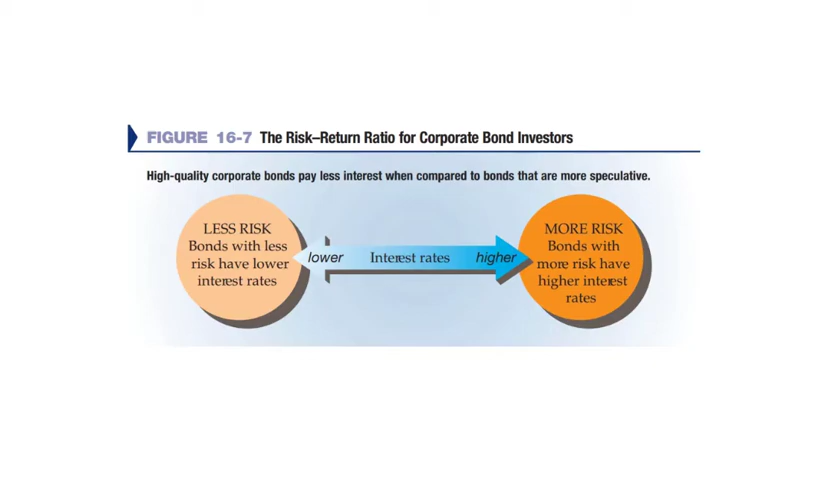 FIGURE 16-7 The Risk–Return Ratio for Corporate Bond Investors
High-quality corporate bonds pay less interest when compared to bonds that are more speculative.
LESS RISK
Bonds with less
risk have lower
interest rates
lower Interest rates higher
MORE RISK
Bonds with
more risk have
higher interest
rates